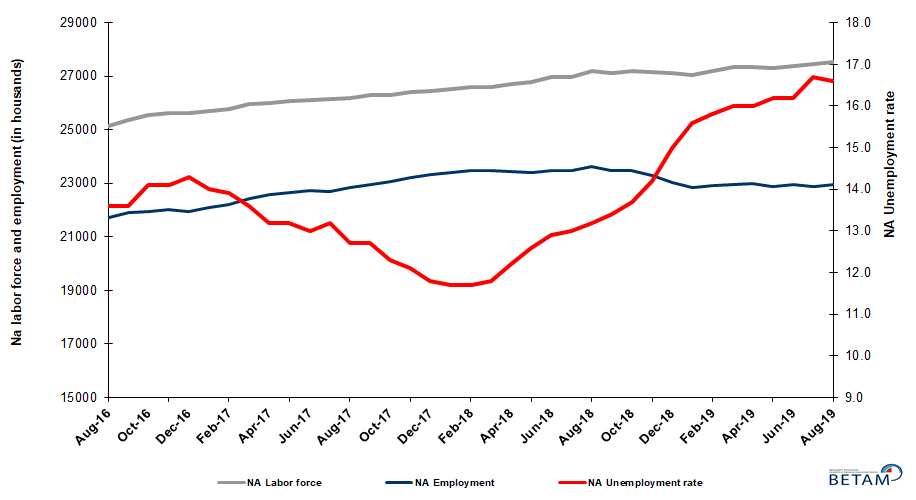 Na labor force and employment (in housands)
29000
27000
25000
23000
21000
19000
17000
15000
18.0
17.0
16.0
15.0
14.0
13.0
12.0
11.0
10.0
9.0
NA Unemployment rate
Aug-16
Oct-16
Dec-16
Feb-17
Apr-17
Jun-17
Aug-17
Oct-17
Dec-17
Feb-18
Apr-18
Jun-18
Aug-18
Oct-18
Dec-18
Feb-19
Apr-19
Jun-19
Aug-19
NA Labor force
NA Employment
NA Unemployment rate
BETAM